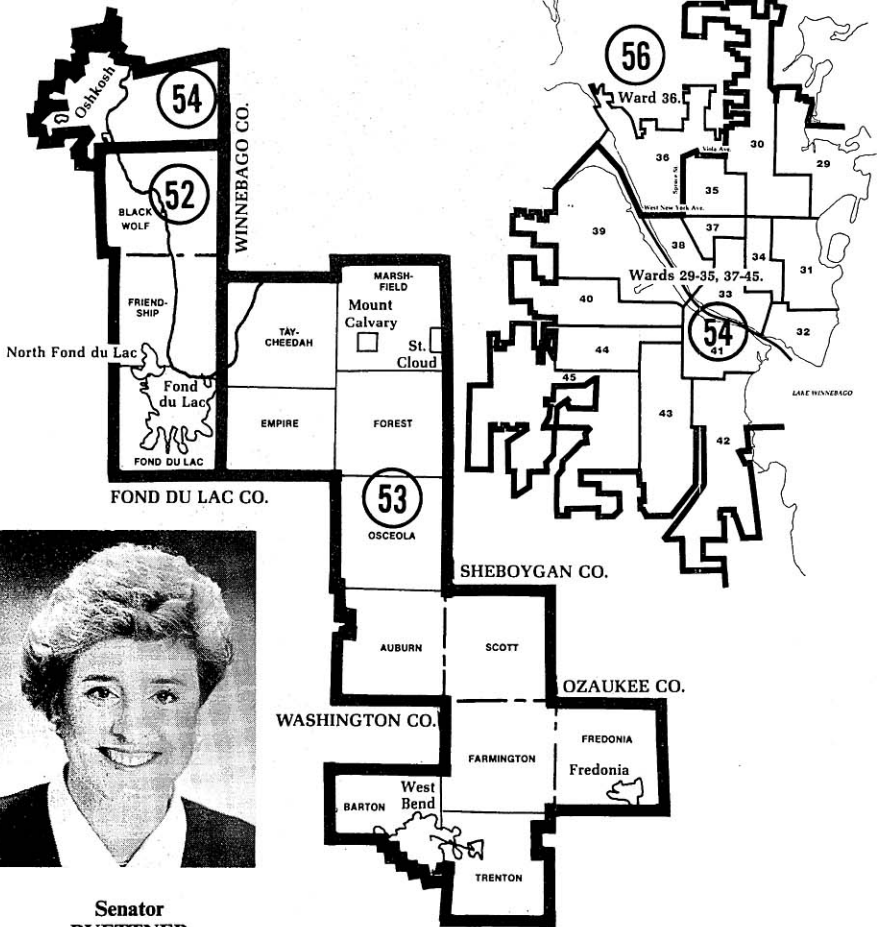 Oshkosh
54
52
BLACK
WOLF
WINNEBAGO CO.
FRIEND-
SHIP
North Fond du Lac
Fond
du Lac
FOND DU LAC
FOND DU LAC CO.
TAY-
CHEEDAH
MARSH-
FIELD
Mount
Calvary
St.
Cloud
EMPIRE
FOREST
53
OSCEOLA
SHEBOYGAN CO.
AUBURN
SCOTT
OZAUKEE CO.
WASHINGTON CO.
FARMINGTON
FREDONIA
Fredonia
BARTON
West
Bend
TRENTON
56
Ward 36.
30
29
36
Vista Ave.
Spruce St
35
West New York Ave.
39
38
37
34
31
Wards 29-35, 37-45.
33
40
32
54
41
44
45
43
42
LAKE WINNEBAGO
Senator